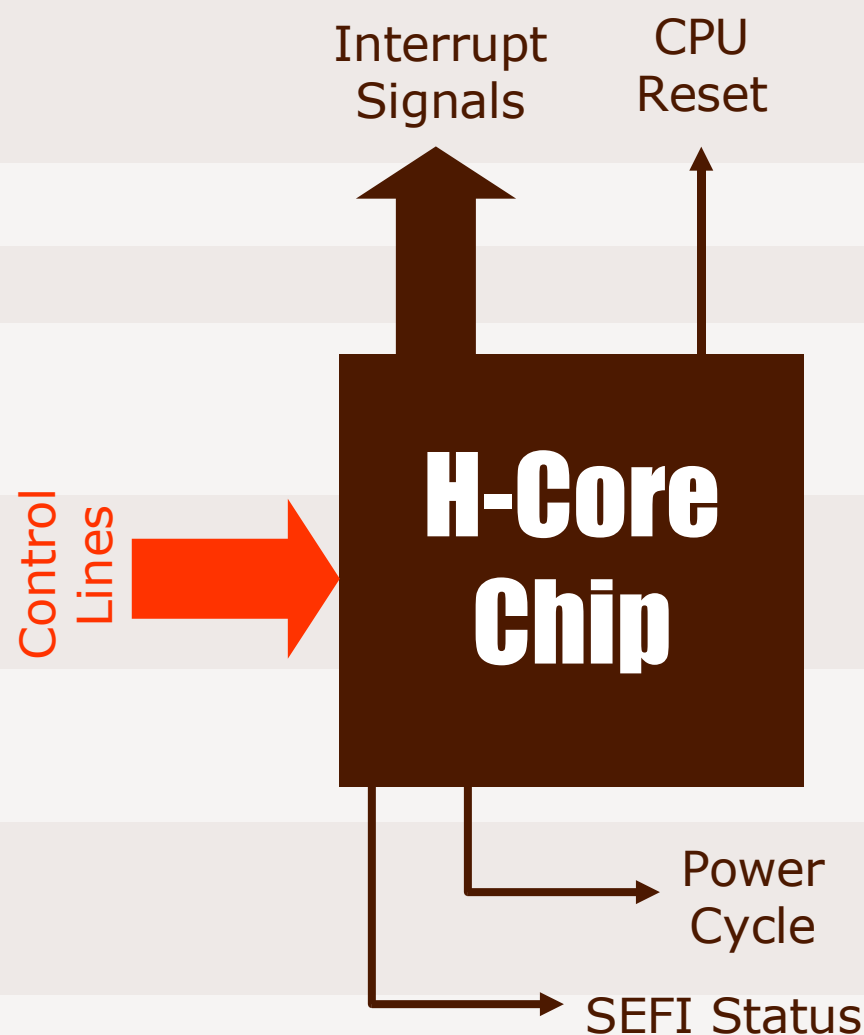 Interrupt
Signals
CPU
Reset
H-Core
Chip
Control
Lines
Power
Cycle
SEFI Status